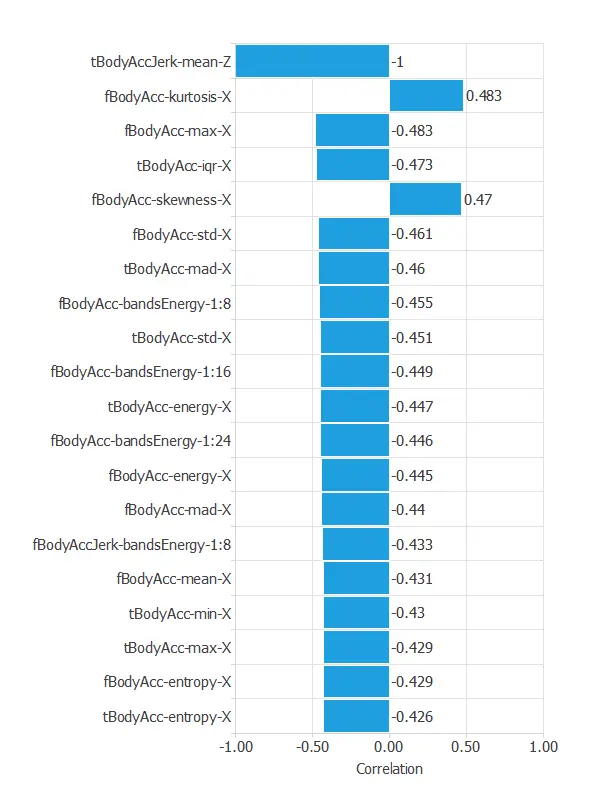 tBodyAccJerk-mean-Z -1
fBodyAcc-kurtosis-X 0.483
fBodyAcc-max-X -0.483
tBodyAcc-iqr-X -0.473
fBodyAcc-skewness-X 0.47
fBodyAcc-std-X -0.461
tBodyAcc-mad-X -0.46
fBodyAcc-bandsEnergy-1:8 -0.455
tBodyAcc-std-X -0.451
fBodyAcc-bandsEnergy-1:16 -0.449
tBodyAcc-energy-X -0.447
fBodyAcc-bandsEnergy-1:24 -0.446
fBodyAcc-energy-X -0.445
fBodyAcc-mad-X -0.44
fBodyAccJerk-bandsEnergy-1:8 -0.433
fBodyAcc-mean-X -0.431
tBodyAcc-min-X -0.43
tBodyAcc-max-X -0.429
fBodyAcc-entropy-X -0.429
tBodyAcc-entropy-X -0.426
-1.00 -0.50 0.00 0.50 1.00
Correlation